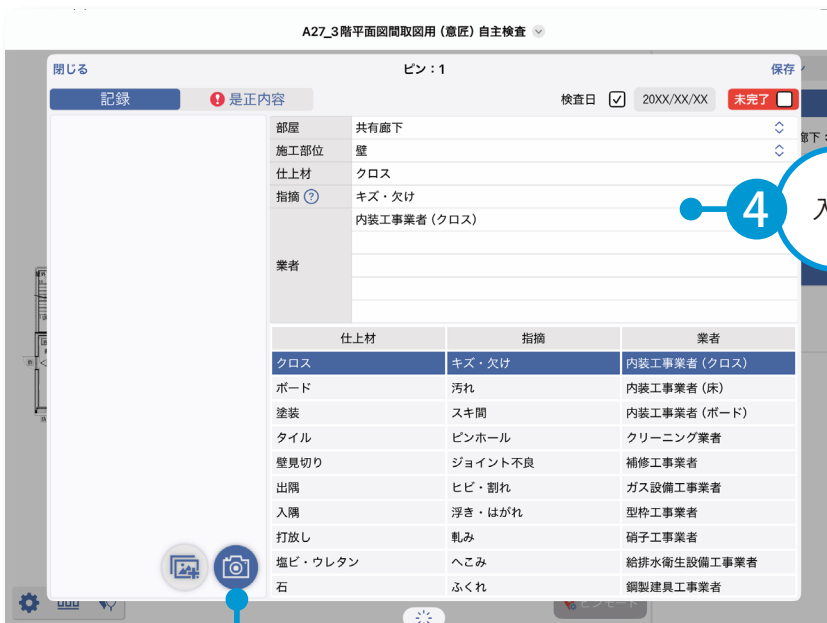 A27_3階平面図間取図用（意匠）自主検査
閉じる ピン：1 保存
記録 是正内容 検査日 20XX/XX/XX 未完了
部屋 共有廊下
施工部位 壁
仕上材 クロス
指摘 ? キズ・欠け
内装工事業者（クロス）
業者
4
入
仕上材 指摘 業者
クロス キズ・欠け 内装工事業者（クロス）
ボード 汚れ 内装工事業者（床）
塗装 スキ間 内装工事業者（ボード）
タイル ピンホール クリーニング業者
壁見切り ジョイント不良 補修工事業者
出隅 ヒビ・割れ ガス設備工事業者
入隅 浮き・はがれ 型枠工事業者
打放し 軋み 硝子工事業者
塩ビ・ウレタン へこみ 給排水衛生設備工事業者
石 ふくれ 鋼製建具工事業者
ピンモード